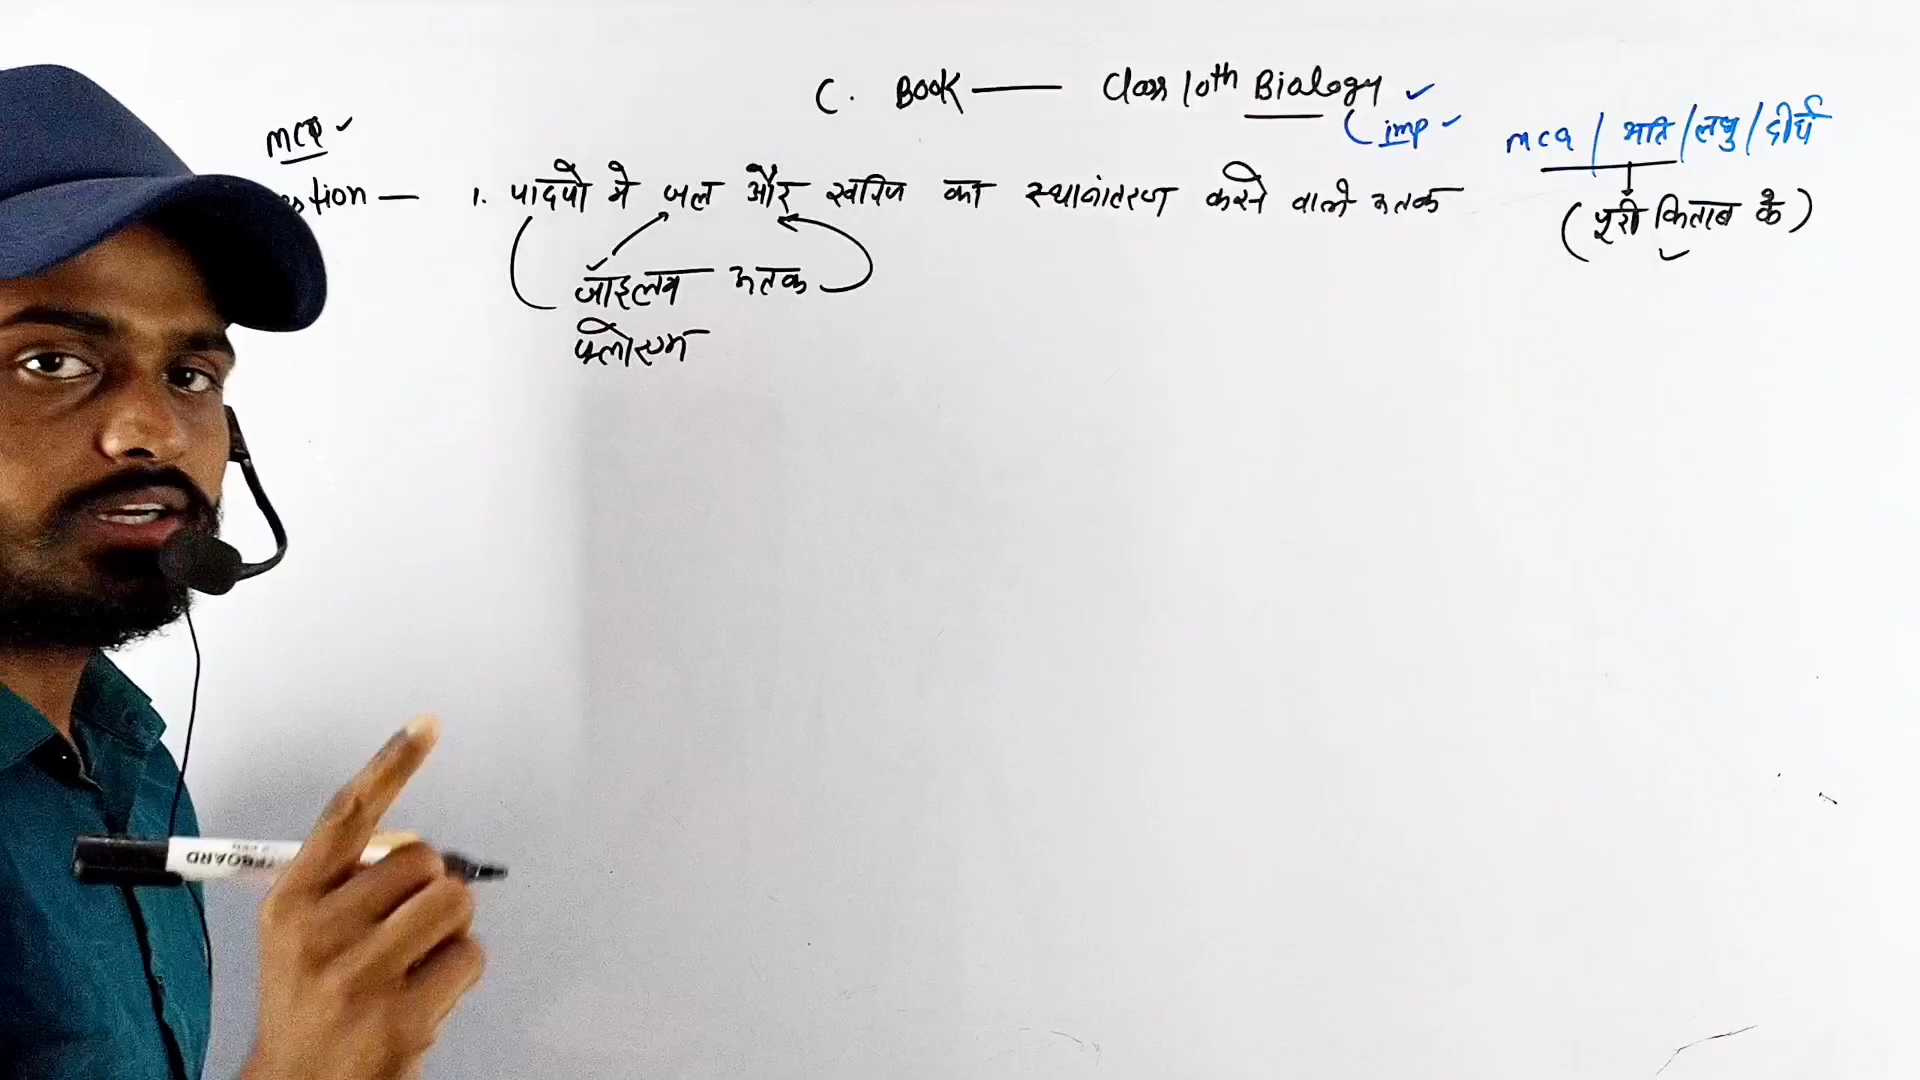 C. Book — Class 10th Biology ✓
(imp ✓
mcq / अति / लघु / दीर्घ
(पूरी किताब के)
MCQ ✓
stion — 1. पादपो मे जल और खनिज का स्थानांतरण करने वाले ऊतक
जाइलम ऊतक
फ्लोएम